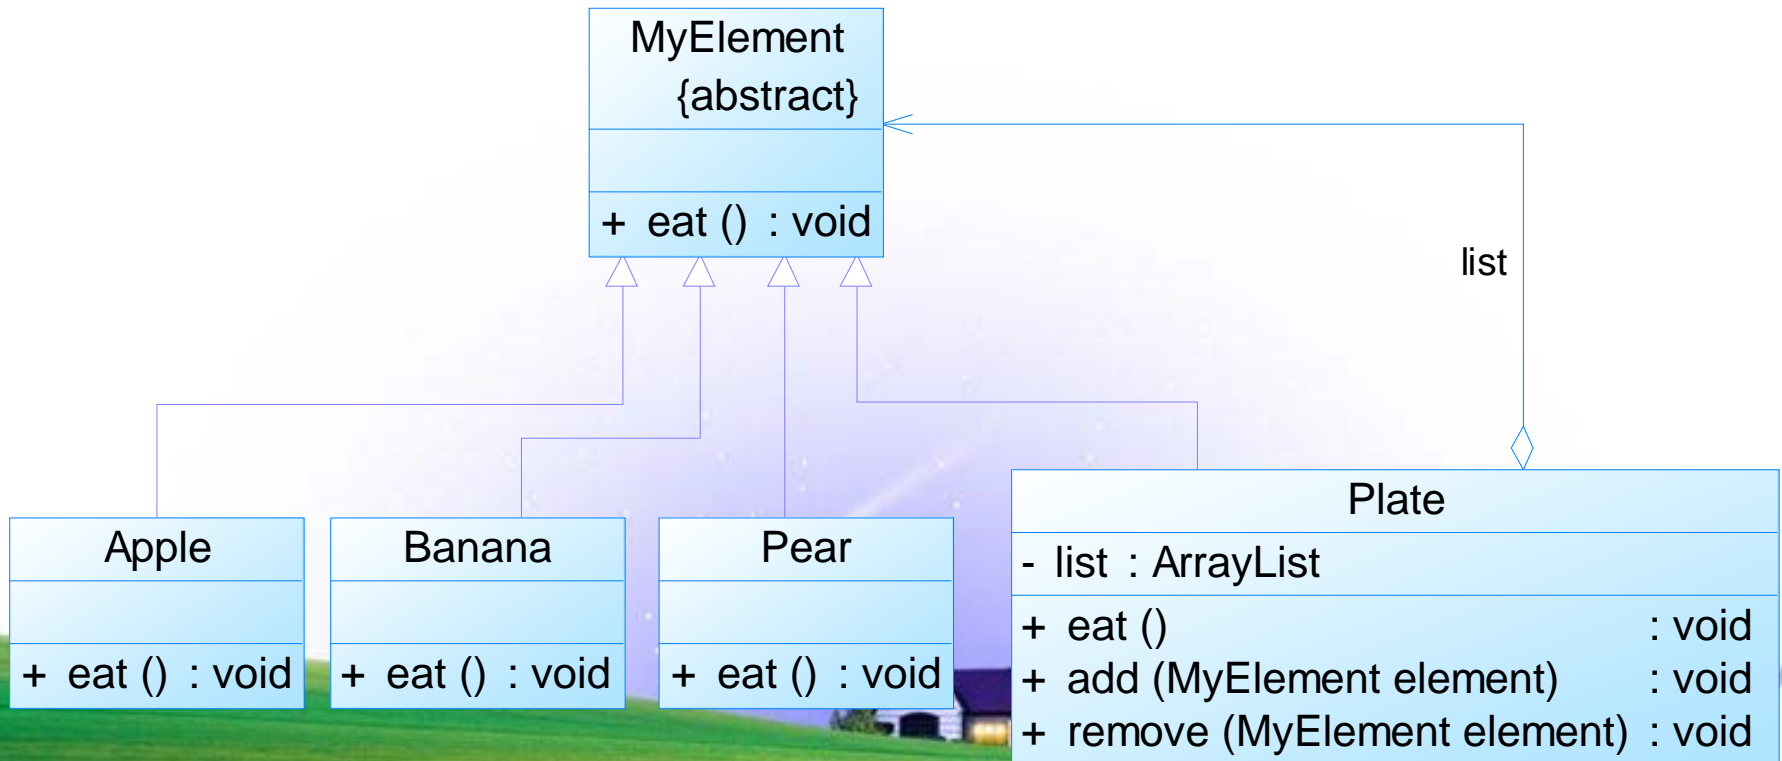 MyElement
{abstract}
+ eat () : void
list
Apple
+ eat () : void
Banana
+ eat () : void
Pear
+ eat () : void
Plate
- list : ArrayList
+ eat () : void
+ add (MyElement element) : void
+ remove (MyElement element) : void